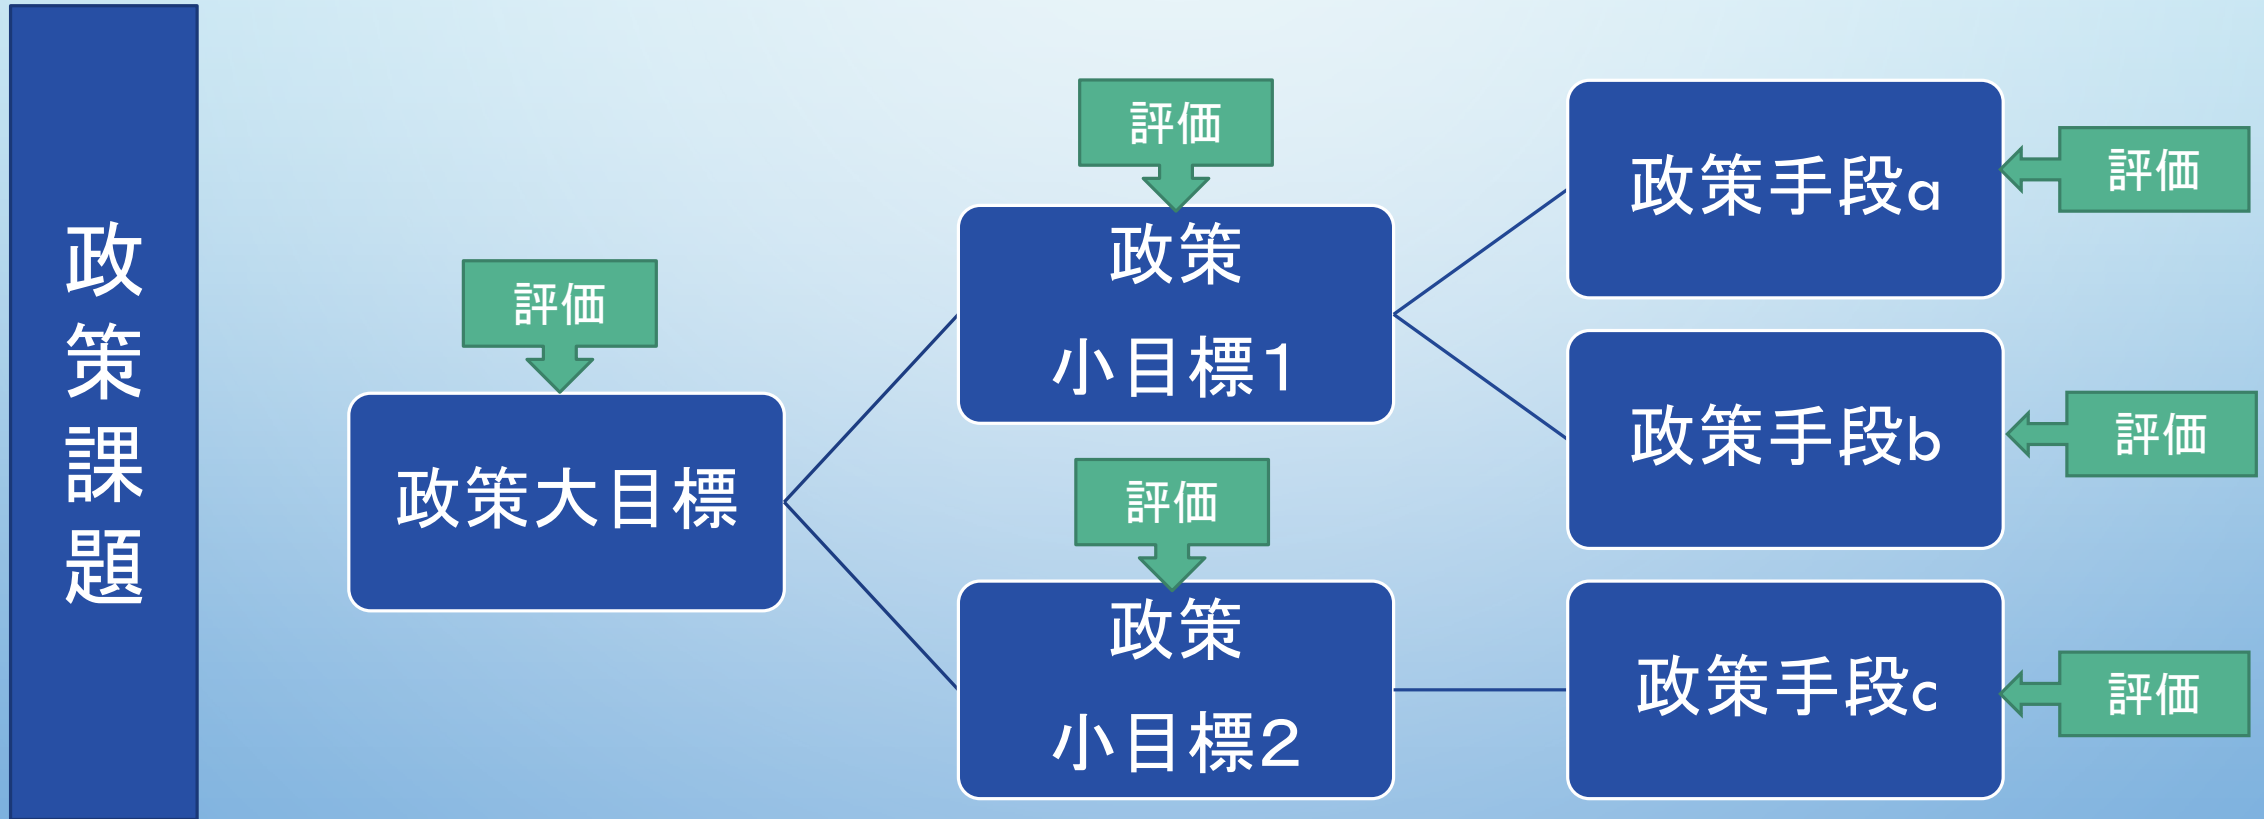 政策課題
評価
政策大目標
評価
政策
小目標1
評価
政策
小目標2
政策手段a
評価
政策手段b
評価
政策手段c
評価